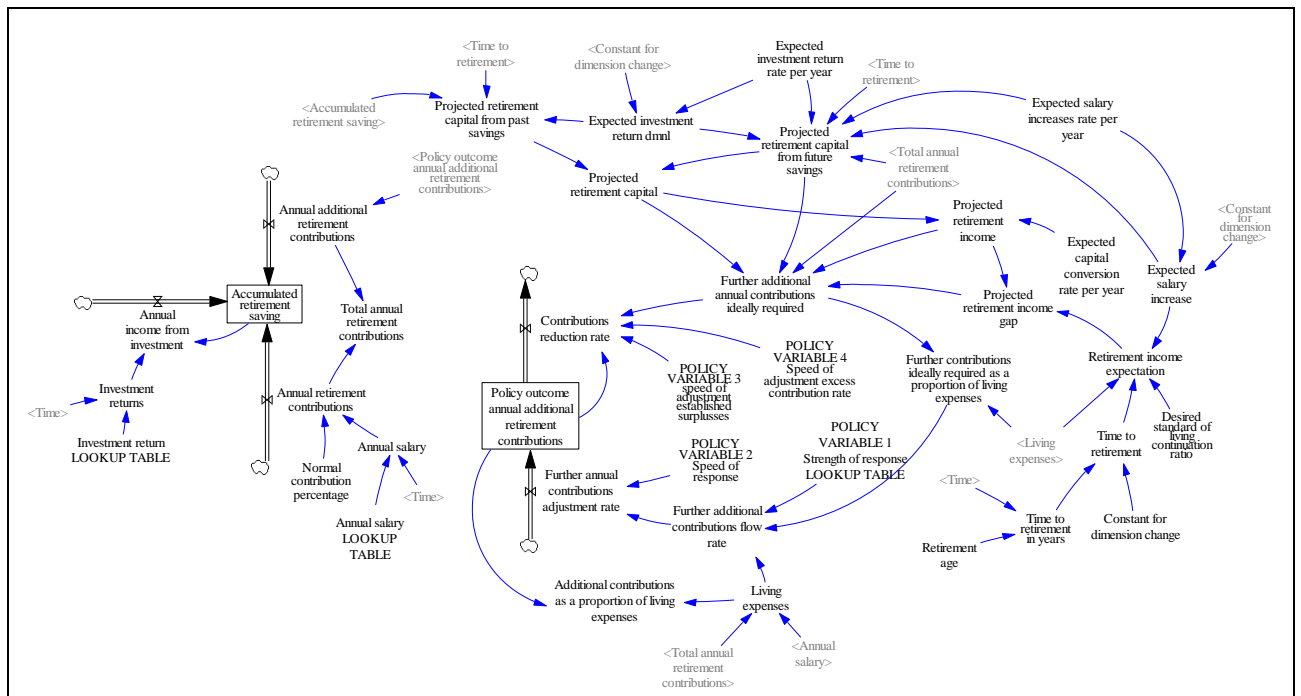 <Time to
retirement>
<Constant for
dimension change>
Expected
investment return
rate per year
<Time to
retirement>
<Accumulated
retirement saving>
Projected retirement
capital from past
savings
Expected investment
return dmnl
Projected
retirement capital
from future
savings
Expected salary
increases rate per
year
<Policy outcome
annual additional
retirement
contributions>
Projected
retirement capital
<Total annual
retirement
contributions>
Annual additional
retirement
contributions
Projected
retirement
income
<Constant
for
dimension
change>
Expected
capital
conversion
rate per year
Expected
salary
increase
Accumulated
retirement
saving
Annual
income from
investment
Total annual
retirement
contributions
Further additional
annual contributions
ideally required
Projected
retirement income
gap
Contributions
reduction rate
POLICY
VARIABLE 3
speed of
adjustment
established
surplusses
POLICY
VARIABLE 4
Speed of
adjustment excess
contribution rate
Further contributions
ideally required as a
proportion of living
expenses
Retirement income
expectation
Investment
returns
<Time>
Investment return
LOOKUP TABLE
Annual retirement
contributions
Normal
contribution
percentage
Annual salary
<Time>
Annual salary
LOOKUP
TABLE
Policy outcome
annual additional
retirement
contributions
POLICY
VARIABLE 2
Speed of
response
POLICY
VARIABLE 1
Strength of response
LOOKUP TABLE
<Living
expenses>
Time to
retirement
Desired
standard of
living
continuation
ratio
Further annual
contributions
adjustment rate
Further additional
contributions flow
rate
<Time>
Time to
retirement
in years
Constant for
dimension change
Retirement
age
Additional contributions
as a proportion of living
expenses
Living
expenses
<Total annual
retirement
contributions>
<Annual
salary>